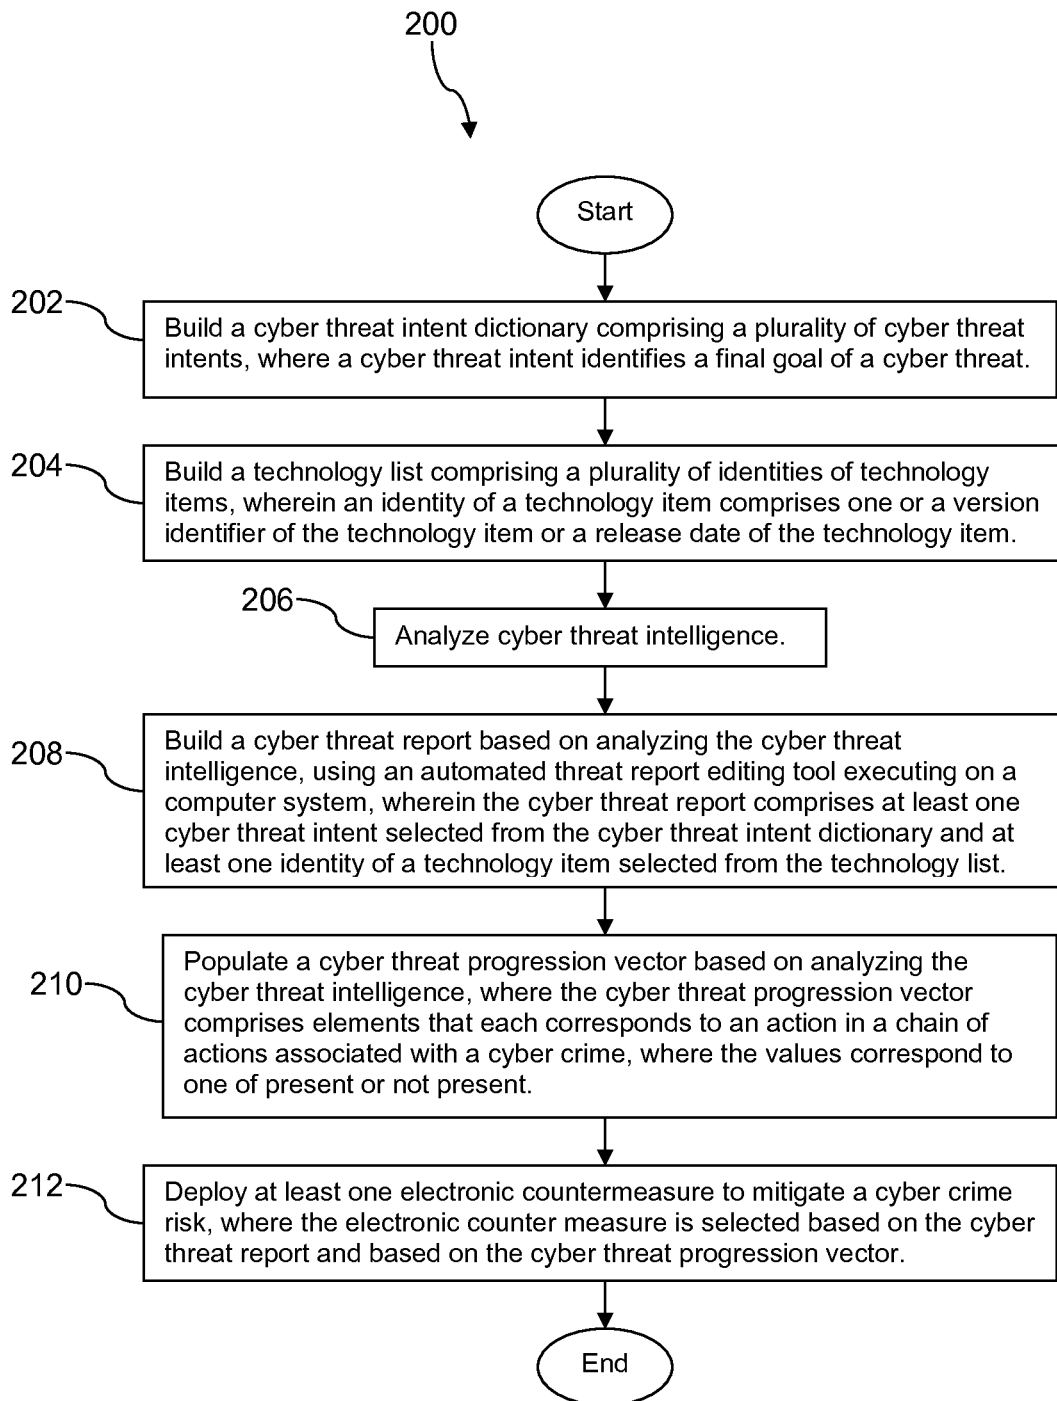 200
Start
202
Build a cyber threat intent dictionary comprising a plurality of cyber threat
intents, where a cyber threat intent identifies a final goal of a cyber threat.
204
Build a technology list comprising a plurality of identities of technology
items, wherein an identity of a technology item comprises one or a version
identifier of the technology item or a release date of the technology item.
206
Analyze cyber threat intelligence.
208
Build a cyber threat report based on analyzing the cyber threat
intelligence, using an automated threat report editing tool executing on a
computer system, wherein the cyber threat report comprises at least one
cyber threat intent selected from the cyber threat intent dictionary and at
least one identity of a technology item selected from the technology list.
210
Populate a cyber threat progression vector based on analyzing the
cyber threat intelligence, where the cyber threat progression vector
comprises elements that each corresponds to an action in a chain of
actions associated with a cyber crime, where the values correspond to
one of present or not present.
212
Deploy at least one electronic countermeasure to mitigate a cyber crime
risk, where the electronic counter measure is selected based on the cyber
threat report and based on the cyber threat progression vector.
End